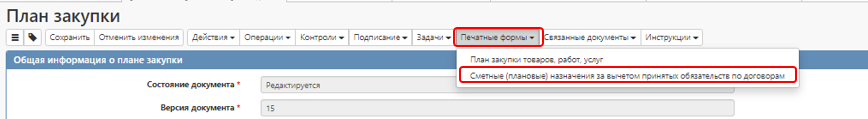 План закупки
Сохранить Отменить изменения Действия Операции Контроли Подписание Задачи Печатные формы Связанные документы Инструкции
Общая информация о плане закупки
План закупки товаров, работ, услуг
Сметные (плановые) назначения за вычетом принятых обязательств по договорам
Состояние документа * Редактируется
Версия документа * 15